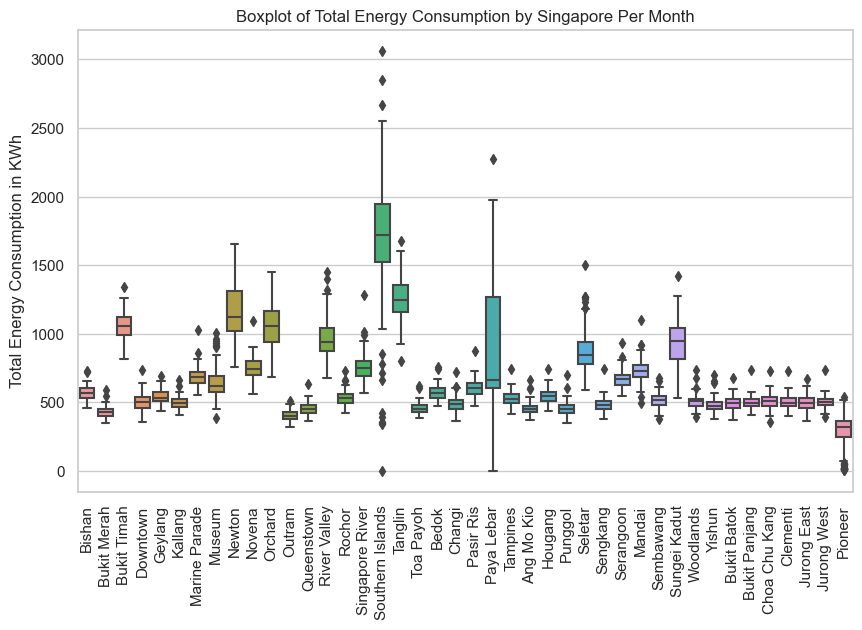 Boxplot of Total Energy Consumption by Singapore Per Month
Total Energy Consumption in KWh
3000
2500
2000
1500
1000
500
0
Bishan
Bukit Merah
Bukit Timah
Downtown
Geylang
Kallang
Marine Parade
Museum
Newton
Novena
Orchard
Outram
Queenstown
River Valley
Rochor
Singapore River
Southern Islands
Tanglin
Toa Payoh
Bedok
Changi
Pasir Ris
Paya Lebar
Tampines
Ang Mo Kio
Hougang
Punggol
Seletar
Sengkang
Serangoon
Mandai
Sembawang
Sungei Kadut
Woodlands
Yishun
Bukit Batok
Bukit Panjang
Choa Chu Kang
Clementi
Jurong East
Jurong West
Pioneer